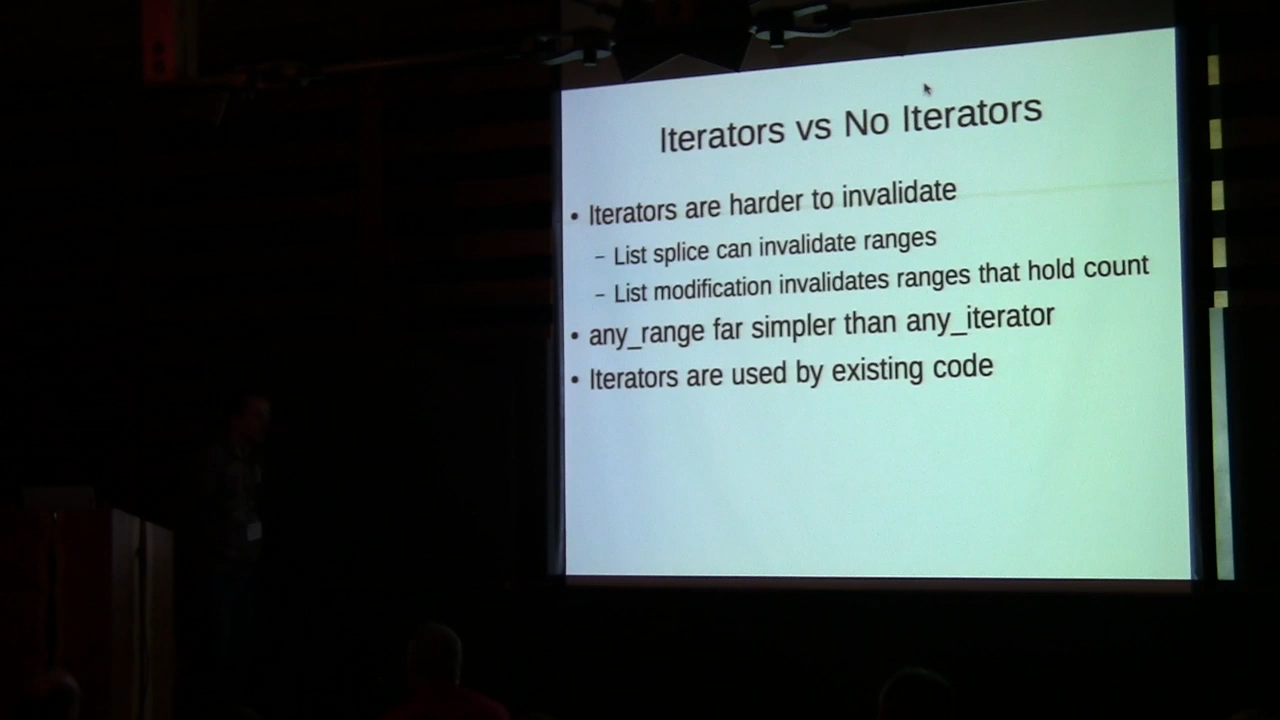 Iterators vs No Iterators
• Iterators are harder to invalidate
– List splice can invalidate ranges
– List modification invalidates ranges that hold count
• any_range far simpler than any_iterator
• Iterators are used by existing code